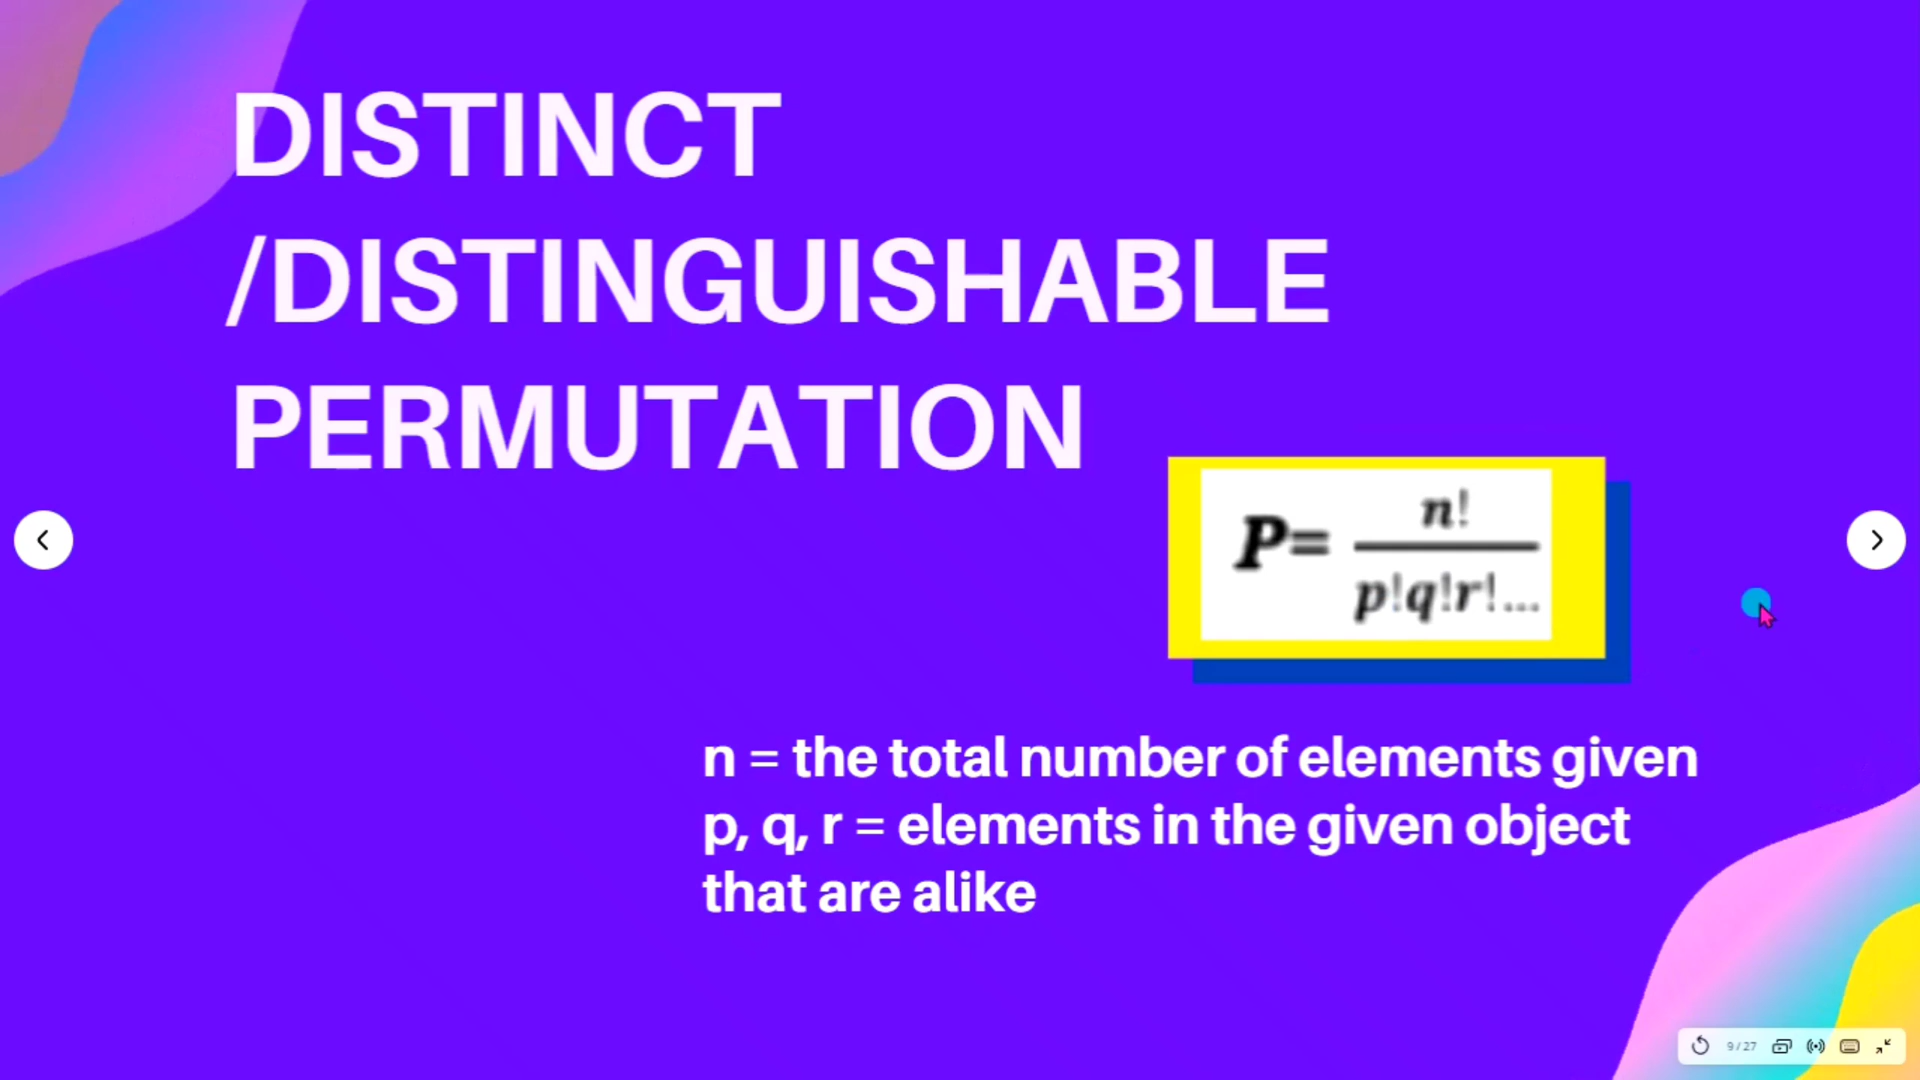 DISTINCT
/DISTINGUISHABLE
PERMUTATION
P= n!
p!q!r!...
n = the total number of elements given
p, q, r = elements in the given object
that are alike
9 / 27